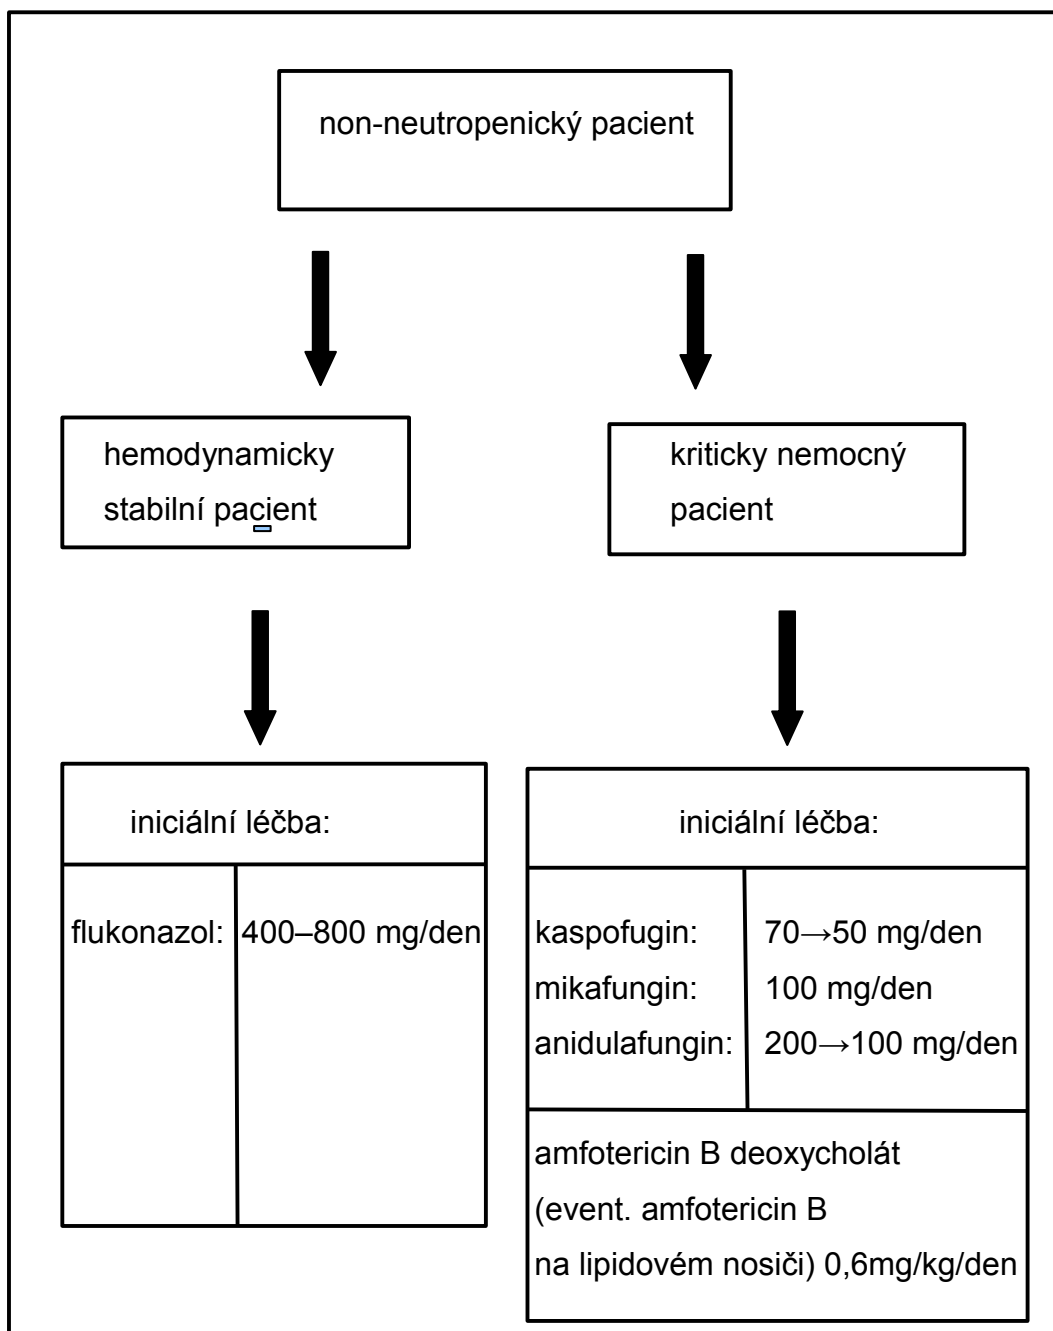 non-neutropenický pacient
hemodynamicky
stabilní pacient
kriticky nemocný
pacient
iniciální léčba:
flukonazol: 400–800 mg/den
iniciální léčba:
kaspofugin: 70→50 mg/den
mikafungin: 100 mg/den
anidulafungin: 200→100 mg/den
amfotericin B deoxycholát
(event. amfotericin B
na lipidovém nosiči) 0,6mg/kg/den